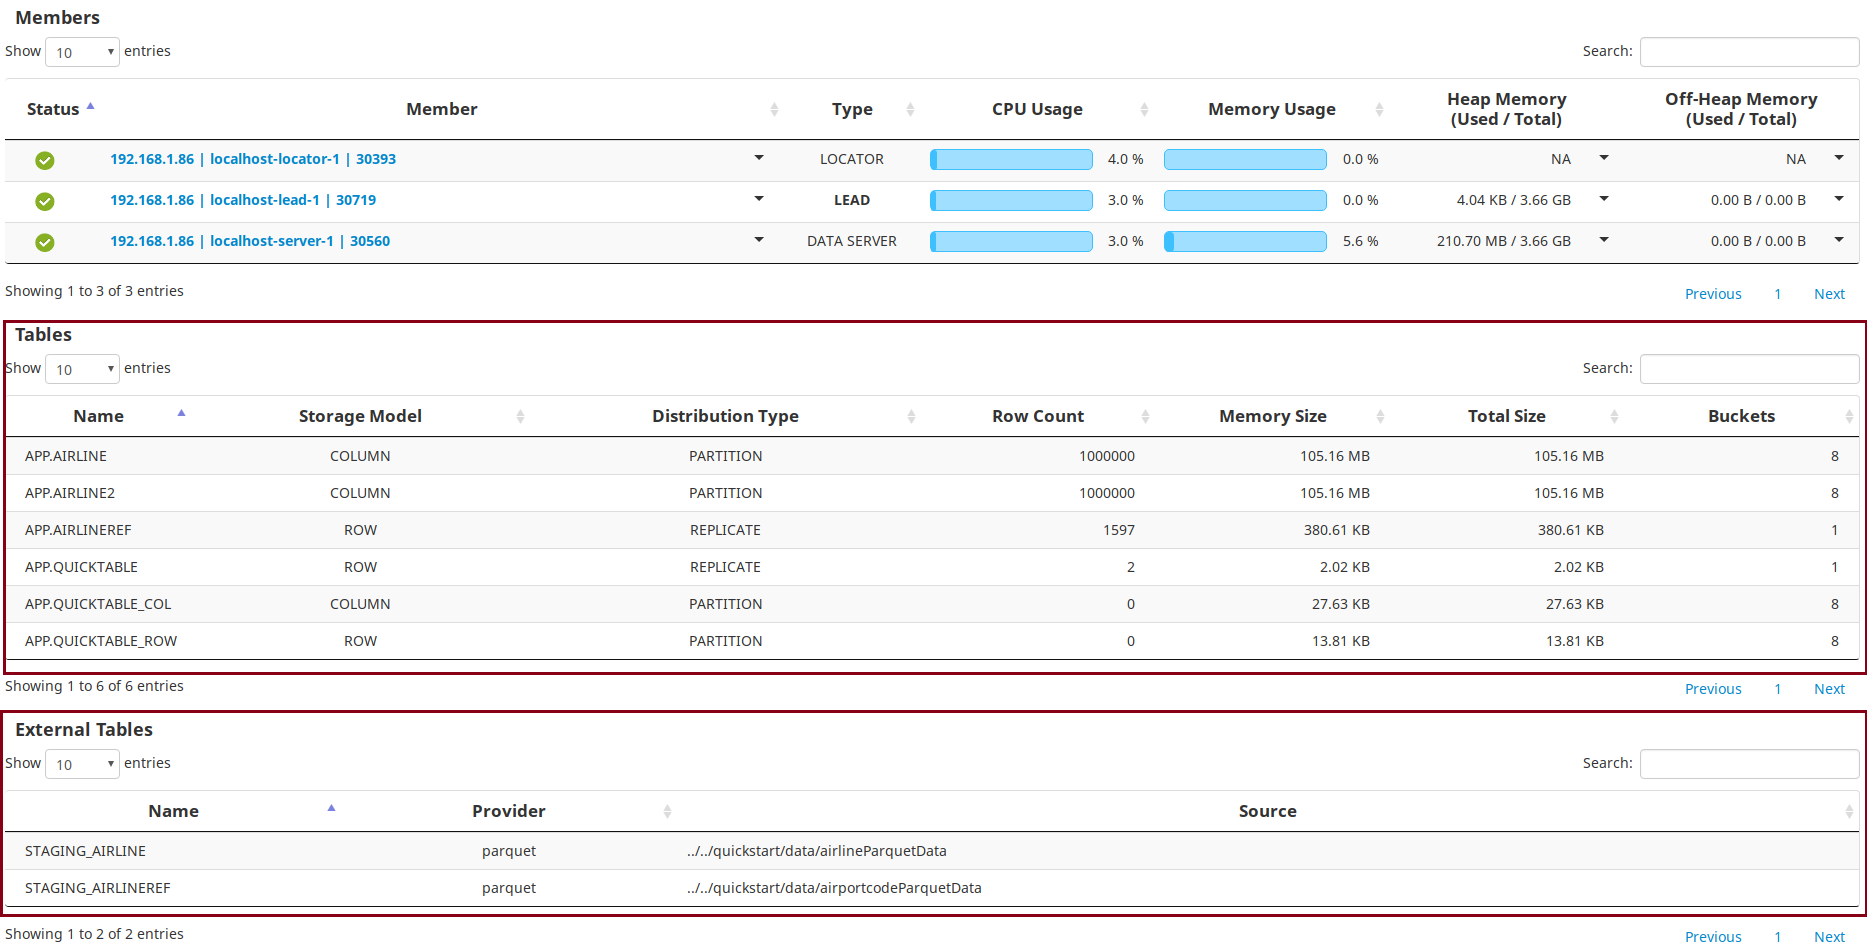 Members
Show 10 entries Search:
Status Member Type CPU Usage Memory Usage Heap Memory (Used / Total) Off-Heap Memory (Used / Total)
192.168.1.86 | localhost-locator-1 | 30393 LOCATOR 4.0 % 0.0 % NA NA
192.168.1.86 | localhost-lead-1 | 30719 LEAD 3.0 % 0.0 % 4.04 KB / 3.66 GB 0.00 B / 0.00 B
192.168.1.86 | localhost-server-1 | 30560 DATA SERVER 3.0 % 5.6 % 210.70 MB / 3.66 GB 0.00 B / 0.00 B
Showing 1 to 3 of 3 entries Previous 1 Next
Tables
Show 10 entries Search:
Name Storage Model Distribution Type Row Count Memory Size Total Size Buckets
APP.AIRLINE COLUMN PARTITION 1000000 105.16 MB 105.16 MB 8
APP.AIRLINE2 COLUMN PARTITION 1000000 105.16 MB 105.16 MB 8
APP.AIRLINEREF ROW REPLICATE 1597 380.61 KB 380.61 KB 1
APP.QUICKTABLE ROW REPLICATE 2 2.02 KB 2.02 KB 1
APP.QUICKTABLE_COL COLUMN PARTITION 0 27.63 KB 27.63 KB 8
APP.QUICKTABLE_ROW ROW PARTITION 0 13.81 KB 13.81 KB 8
Showing 1 to 6 of 6 entries Previous 1 Next
External Tables
Show 10 entries Search:
Name Provider Source
STAGING_AIRLINE parquet ../../quickstart/data/airlineParquetData
STAGING_AIRLINEREF parquet ../../quickstart/data/airportcodeParquetData
Showing 1 to 2 of 2 entries Previous 1 Next